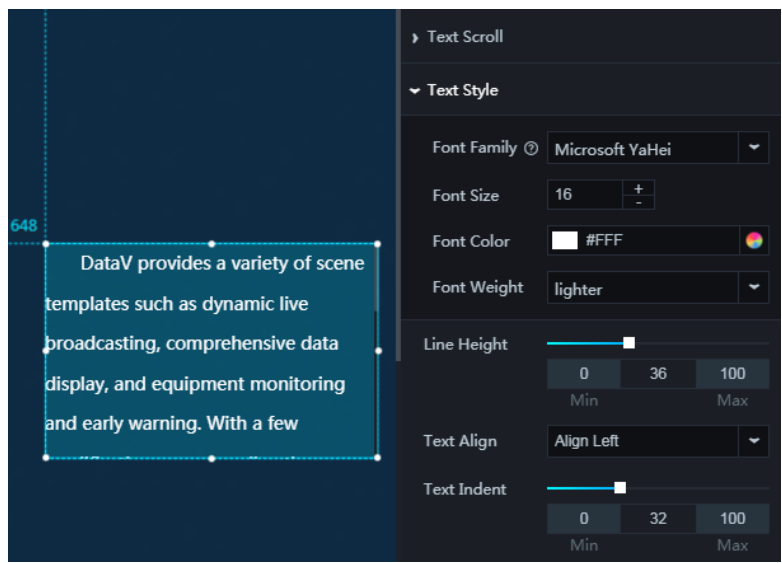 648
DataV provides a variety of scene
templates such as dynamic live
broadcasting, comprehensive data
display, and equipment monitoring
and early warning. With a few
Text Scroll
Text Style
Font Family ? Microsoft YaHei
Font Size 16 + -
Font Color #FFF
Font Weight lighter
Line Height
0 36 100
Min Max
Text Align Align Left
Text Indent
0 32 100
Min Max